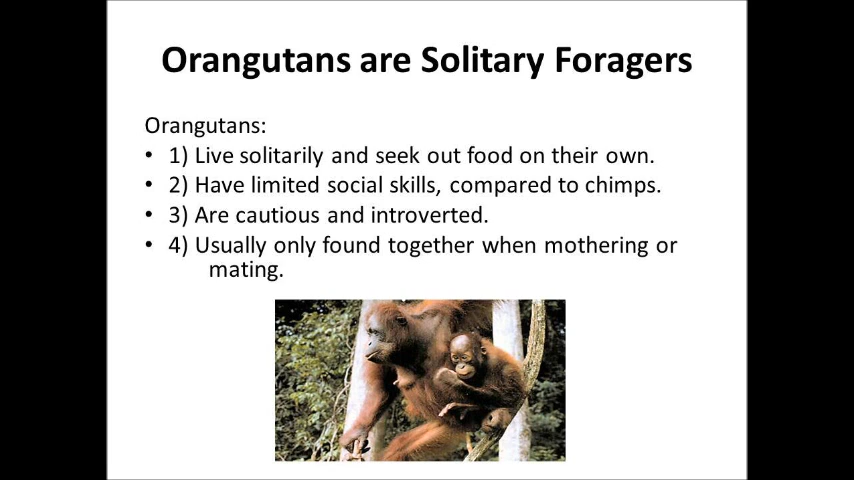 Orangutans are Solitary Foragers
Orangutans:
• 1) Live solitarily and seek out food on their own.
• 2) Have limited social skills, compared to chimps.
• 3) Are cautious and introverted.
• 4) Usually only found together when mothering or
mating.